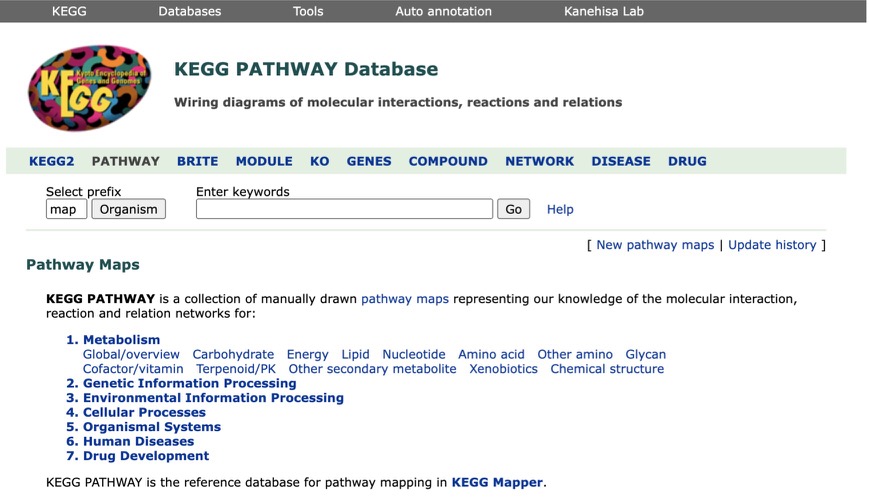 KEGG Databases Tools Auto annotation Kanehisa Lab
Kyoto Encyclopedia of
Genes and Genomes
KEGG
KEGG PATHWAY Database
Wiring diagrams of molecular interactions, reactions and relations
KEGG2 PATHWAY BRITE MODULE KO GENES COMPOUND NETWORK DISEASE DRUG
Select prefix Enter keywords
map Organism Go Help
[ New pathway maps | Update history ]
Pathway Maps
KEGG PATHWAY is a collection of manually drawn pathway maps representing our knowledge of the molecular interaction,
reaction and relation networks for:
1. Metabolism
Global/overview Carbohydrate Energy Lipid Nucleotide Amino acid Other amino Glycan
Cofactor/vitamin Terpenoid/PK Other secondary metabolite Xenobiotics Chemical structure
2. Genetic Information Processing
3. Environmental Information Processing
4. Cellular Processes
5. Organismal Systems
6. Human Diseases
7. Drug Development
KEGG PATHWAY is the reference database for pathway mapping in KEGG Mapper.